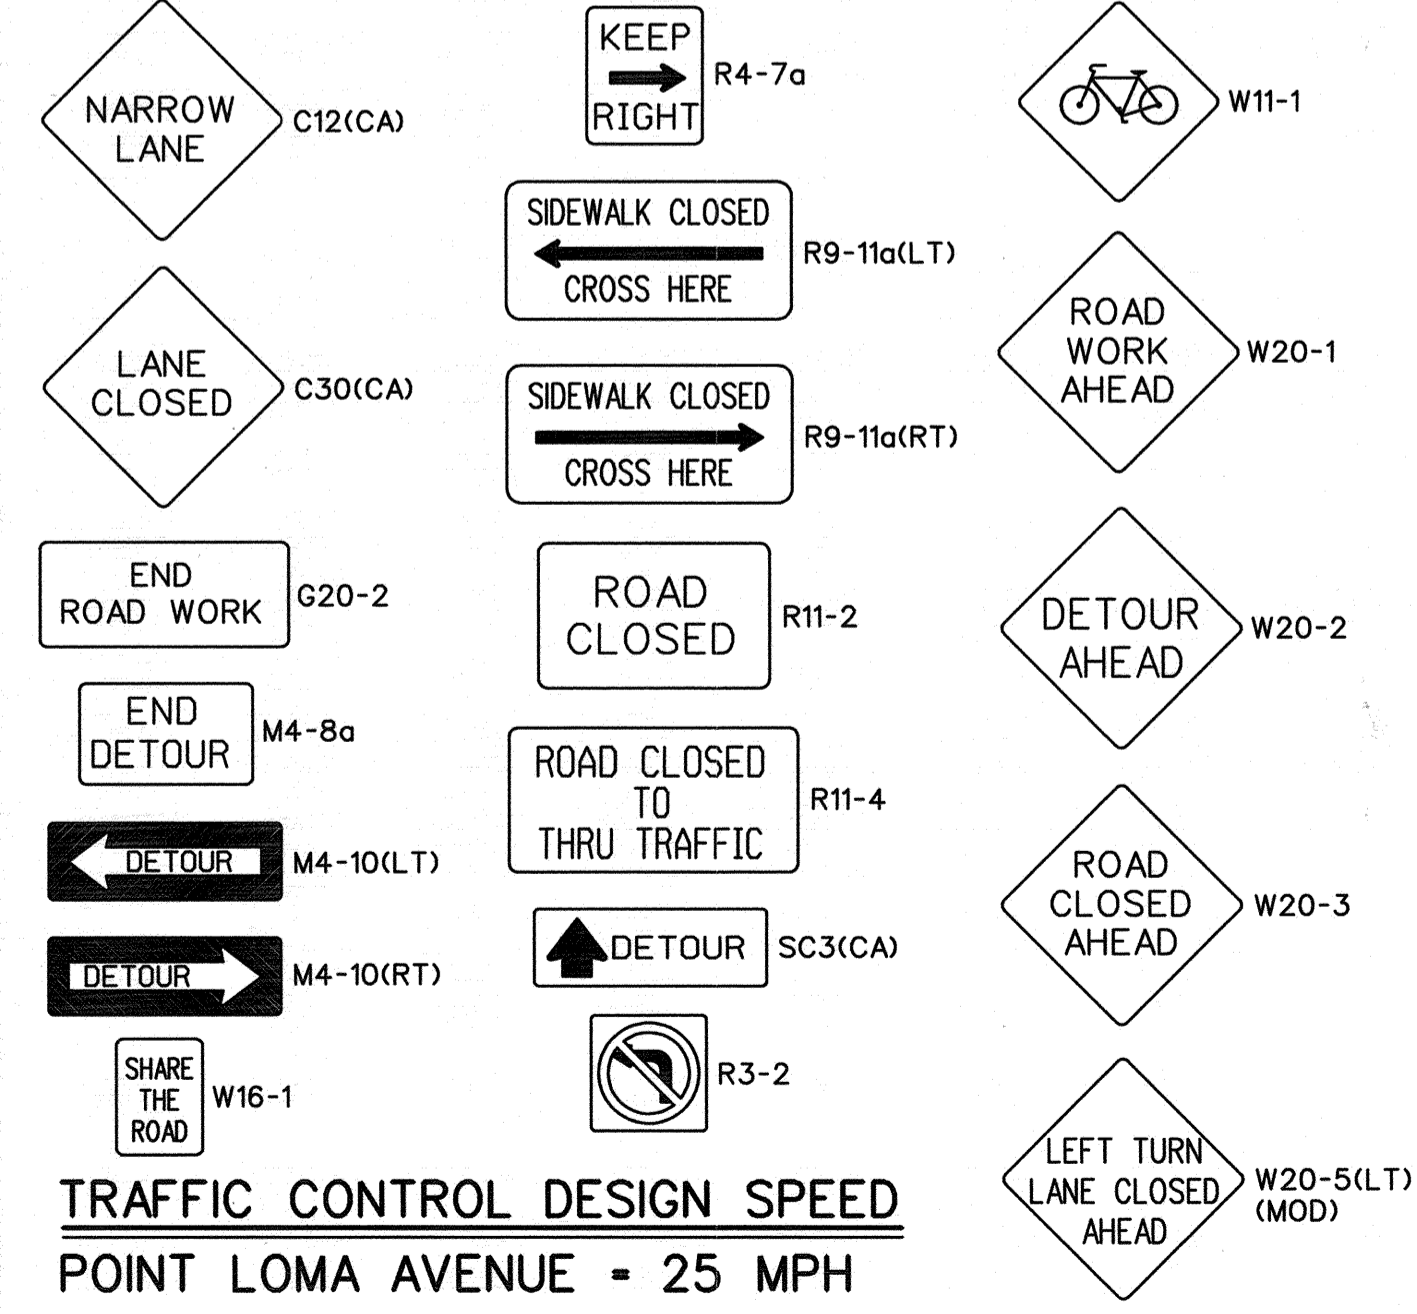 NARROW
LANE
C12(CA)
LANE
CLOSED
C30(CA)
END
ROAD WORK
G20-2
END
DETOUR
M4-8a
DETOUR
M4-10(LT)
DETOUR
M4-10(RT)
SHARE
THE
ROAD
W16-1
KEEP
RIGHT
R4-7a
SIDEWALK CLOSED
CROSS HERE
R9-11a(LT)
SIDEWALK CLOSED
CROSS HERE
R9-11a(RT)
ROAD
CLOSED
R11-2
ROAD CLOSED
TO
THRU TRAFFIC
R11-4
DETOUR
SC3(CA)
R3-2
W11-1
ROAD
WORK
AHEAD
W20-1
DETOUR
AHEAD
W20-2
ROAD
CLOSED
AHEAD
W20-3
LEFT TURN
LANE CLOSED
AHEAD
W20-5(LT)
(MOD)
TRAFFIC CONTROL DESIGN SPEED
POINT LOMA AVENUE = 25 MPH